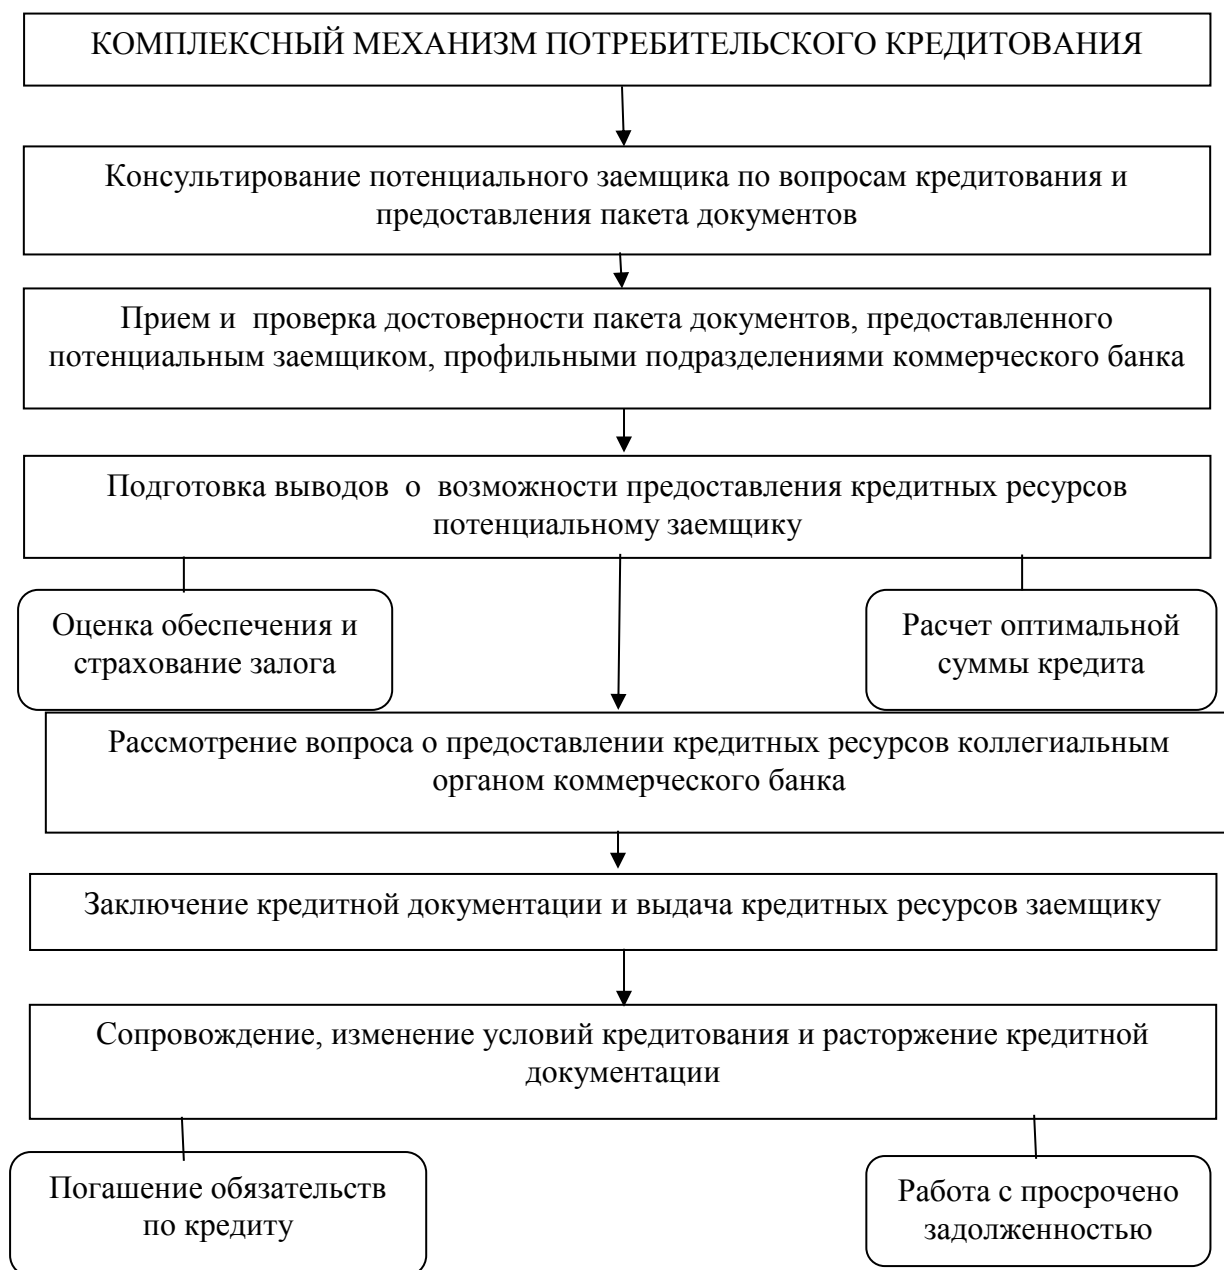 КОМПЛЕКСНЫЙ МЕХАНИЗМ ПОТРЕБИТЕЛЬСКОГО КРЕДИТОВАНИЯ
Консультирование потенциального заемщика по вопросам кредитования и
предоставления пакета документов
Прием и проверка достоверности пакета документов, предоставленного
потенциальным заемщиком, профильными подразделениями коммерческого банка
Подготовка выводов о возможности предоставления кредитных ресурсов
потенциальному заемщику
Оценка обеспечения и
страхование залога
Расчет оптимальной
суммы кредита
Рассмотрение вопроса о предоставлении кредитных ресурсов коллегиальным
органом коммерческого банка
Заключение кредитной документации и выдача кредитных ресурсов заемщику
Сопровождение, изменение условий кредитования и расторжение кредитной
документации
Погашение обязательств
по кредиту
Работа с просрочено
задолженностью